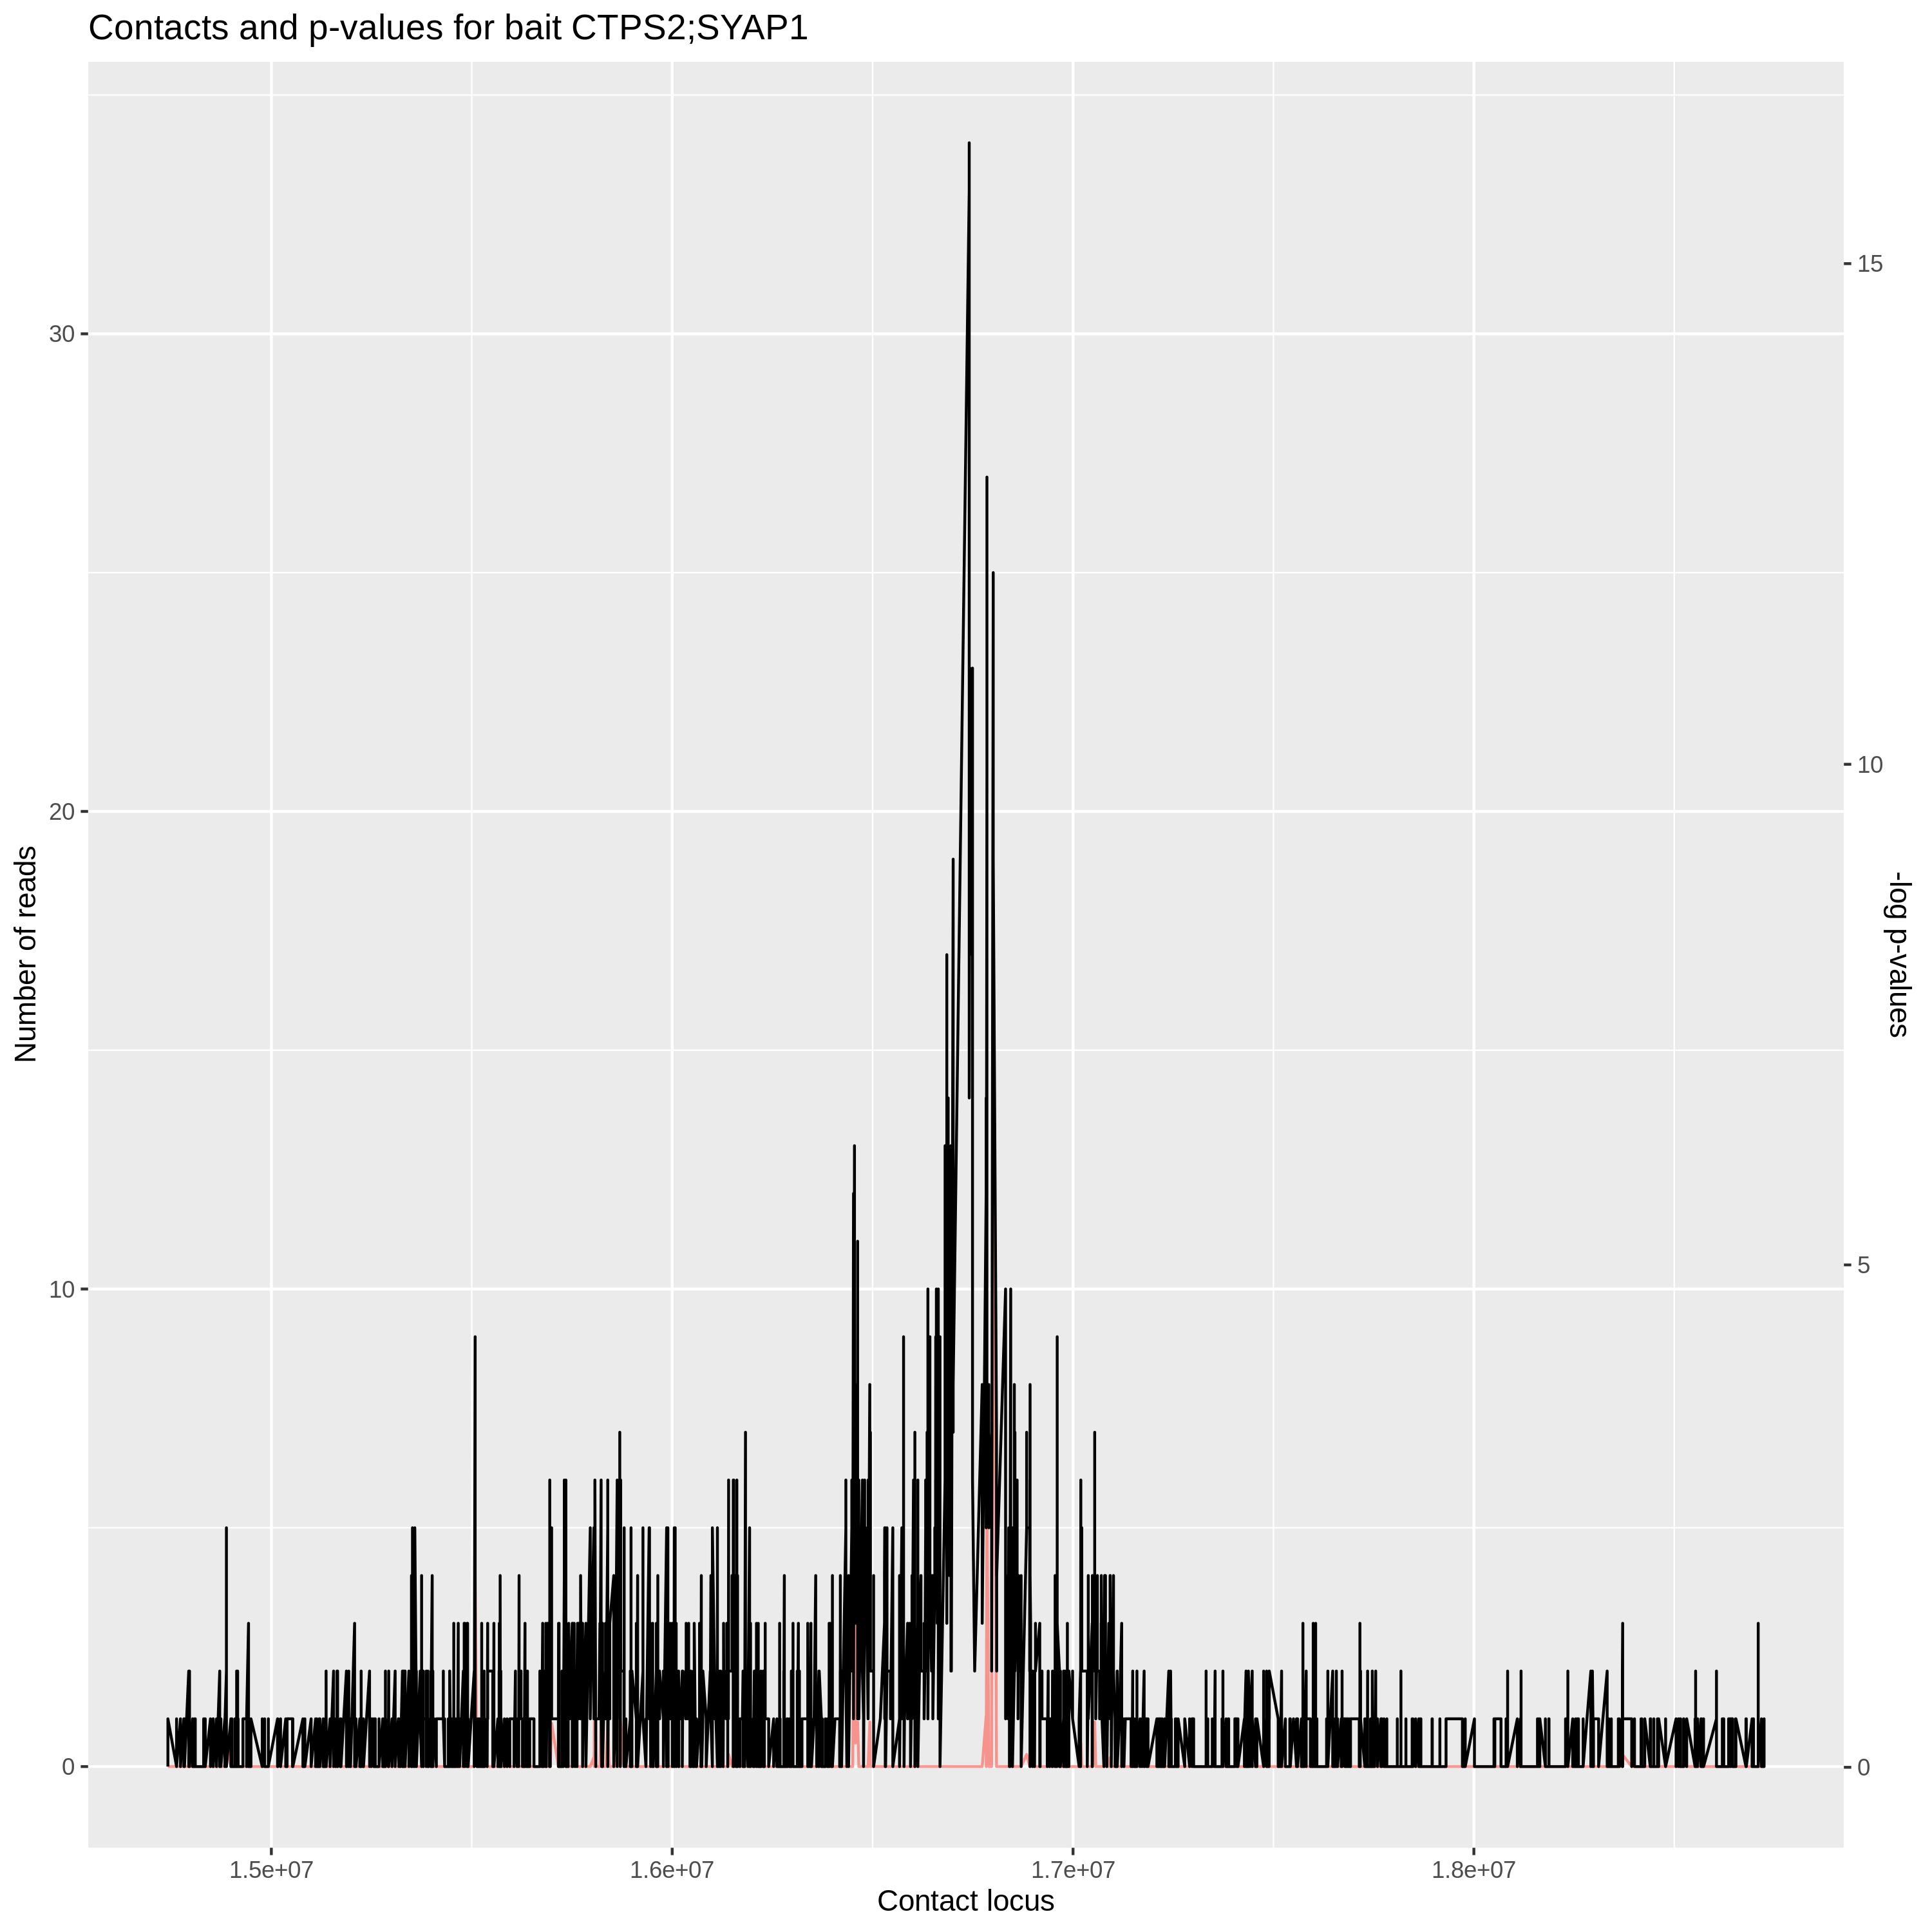 Contacts and p-values for bait CTPS2;SYAP1
Number of reads
30
20
10
0
15
10
5
0
-log p-values
1.5e+07
1.6e+07
1.7e+07
1.8e+07
Contact locus